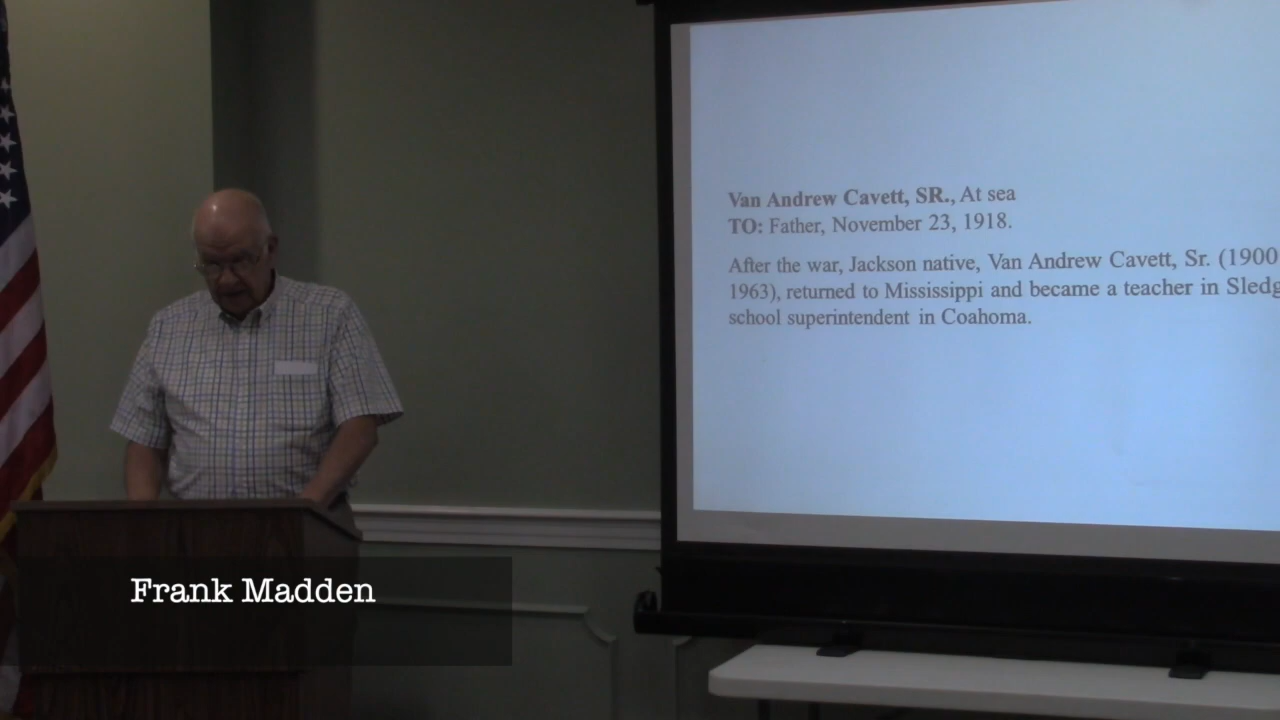 Van Andrew Cavett, SR., At sea
TO: Father, November 23, 1918.
After the war, Jackson native, Van Andrew Cavett, Sr. (1900
1963), returned to Mississippi and became a teacher in Sledg
school superintendent in Coahoma.
Frank Madden